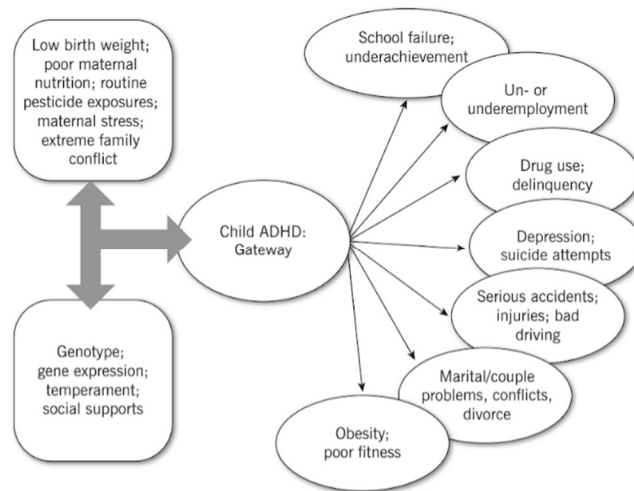 Low birth weight;
poor maternal
nutrition; routine
pesticide exposures;
maternal stress;
extreme family
conflict
Genotype;
gene expression;
temperament;
social supports
Child ADHD:
Gateway
School failure;
underachievement
Un- or
underemployment
Drug use;
delinquency
Depression;
suicide attempts
Serious accidents;
injuries; bad
driving
Marital/couple
problems, conflicts,
divorce
Obesity;
poor fitness